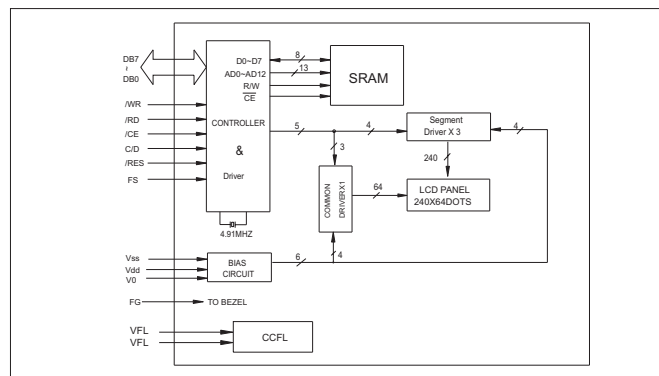 DB7
~
DB0
/WR
/RD
/CE
C/D
/RES
FS
D0~D7
AD0~AD12
R/W
CE
CONTROLLER
&
Driver
4.91MHZ
8
13
SRAM
5
4
3
Segment
Driver X 3
4
240
COMMON
DRIVERX1
64
LCD PANEL
240X64DOTS
Vss
Vdd
V0
BIAS
CIRCUIT
6
4
FG
TO BEZEL
VFL
VFL
CCFL